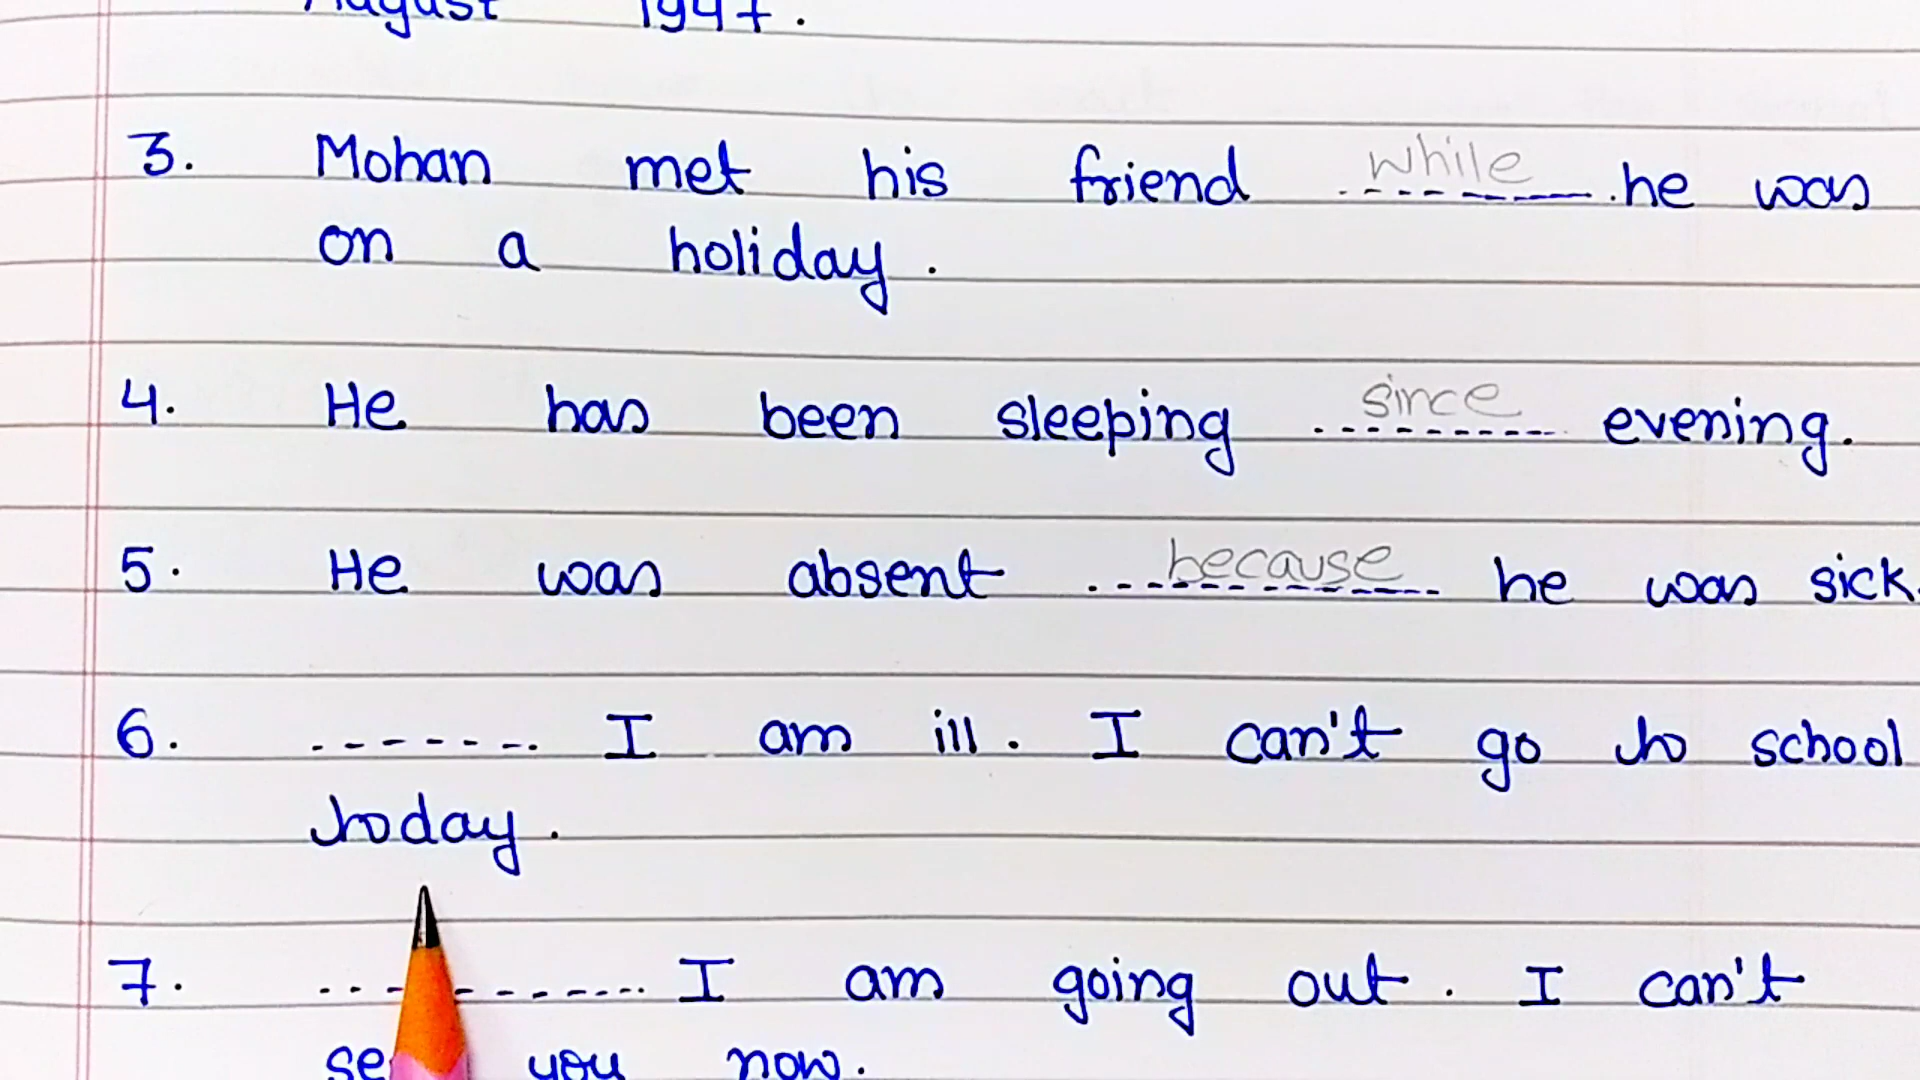 August 1947.
3. Mohan met his friend while he was
on a holiday.
4. He has been sleeping since evening.
5. He was absent because he was sick.
6. ------- I am ill. I can't go to school
today.
7. ----------- I am going out. I can't
you now.